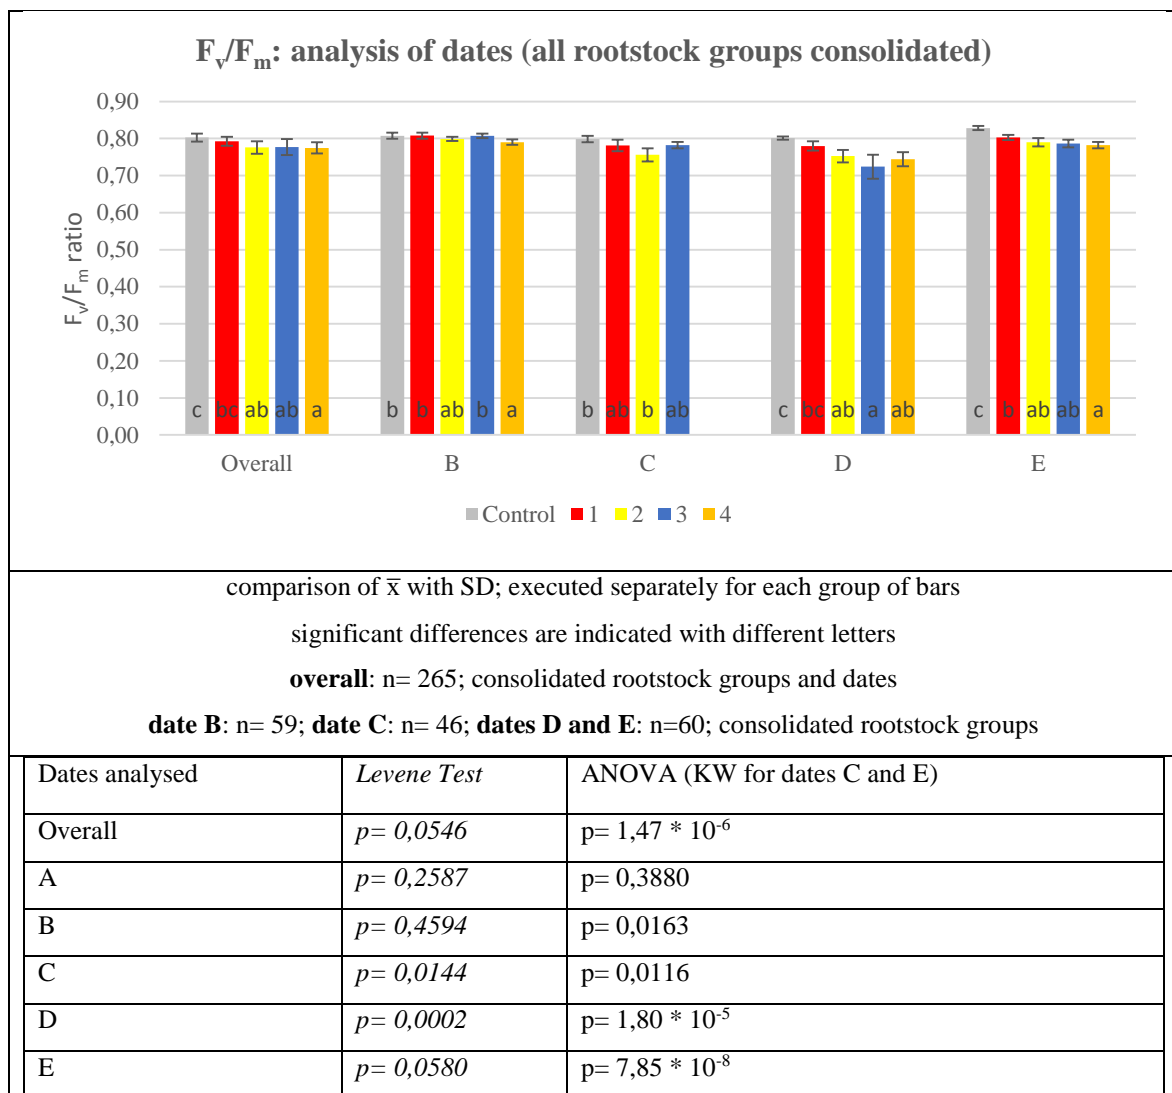 Fv/Fm: analysis of dates (all rootstock groups consolidated)
0,90
0,80
0,70
0,60
0,50
0,40
0,30
0,20
0,10
0,00
Fv/Fm ratio
c bc ab ab a b b ab b a b ab b ab c bc ab a ab c b ab ab a
Overall B C D E
Control 1 2 3 4
comparison of x̅ with SD; executed separately for each group of bars
significant differences are indicated with different letters
overall: n= 265; consolidated rootstock groups and dates
date B: n= 59; date C: n= 46; dates D and E: n=60; consolidated rootstock groups
Dates analysed Levene Test ANOVA (KW for dates C and E)
Overall p= 0,0546 p= 1,47 * 10-6
A p= 0,2587 p= 0,3880
B p= 0,4594 p= 0,0163
C p= 0,0144 p= 0,0116
D p= 0,0002 p= 1,80 * 10-5
E p= 0,0580 p= 7,85 * 10-8